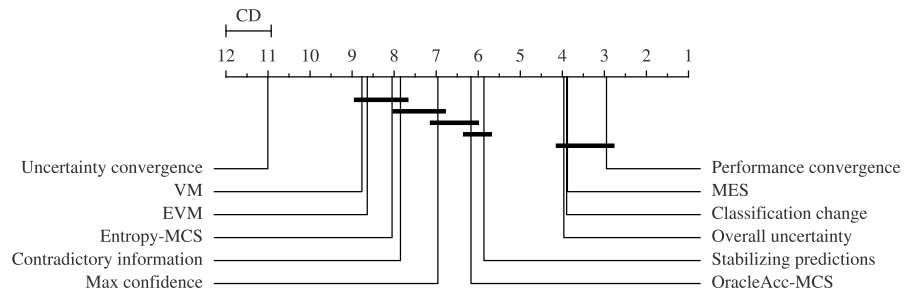 CD
12 11 10 9 8 7 6 5 4 3 2 1
Uncertainty convergence
VM
EVM
Entropy-MCS
Contradictory information
Max confidence
Performance convergence
MES
Classification change
Overall uncertainty
Stabilizing predictions
OracleAcc-MCS